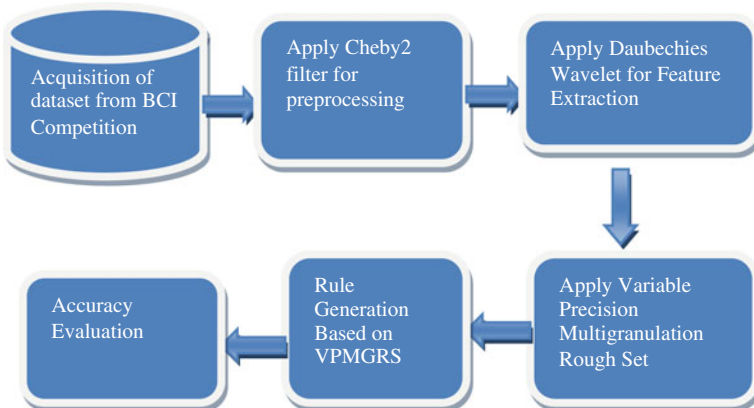 Acquisition of
dataset from BCI
Competition
Apply Cheby2
filter for
preprocessing
Apply Daubechies
Wavelet for Feature
Extraction
Apply Variable
Precision
Multigranulation
Rough Set
Rule
Generation
Based on
VPMGRS
Accuracy
Evaluation